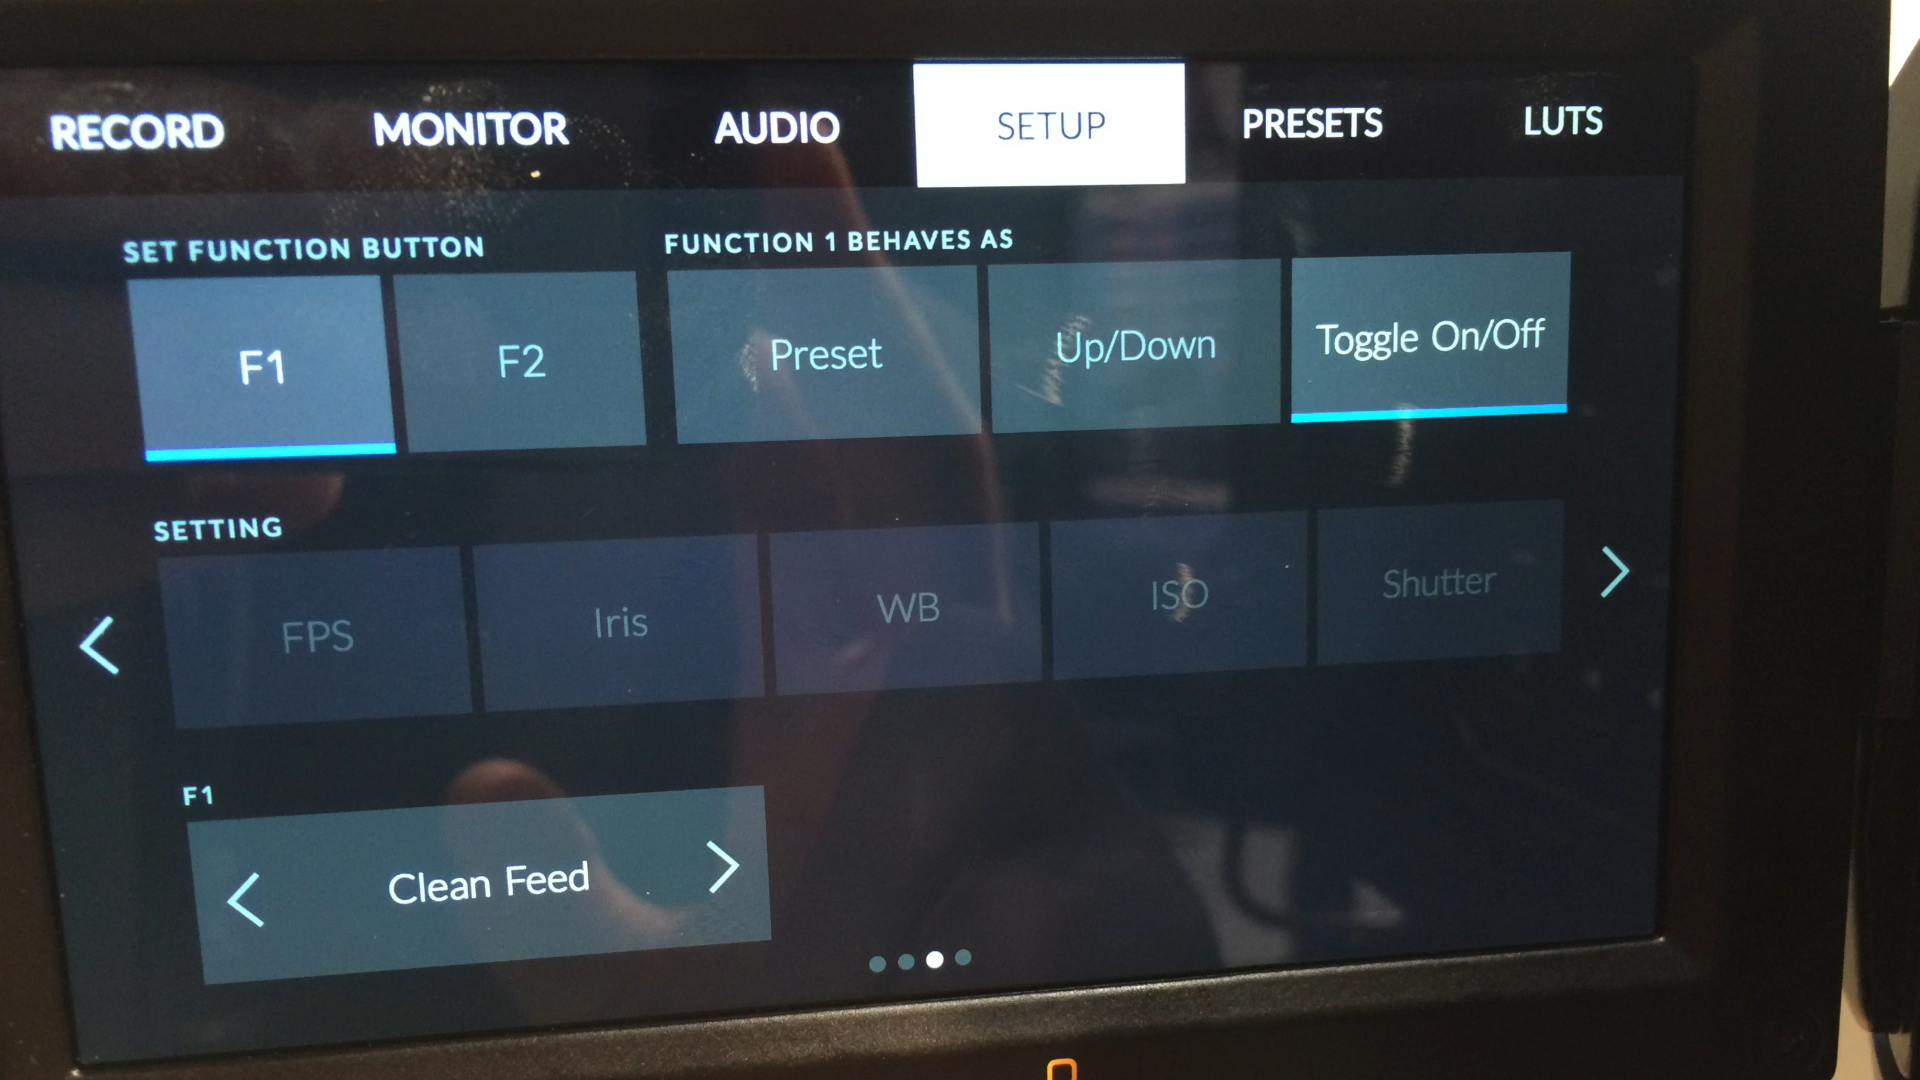 RECORD MONITOR AUDIO SETUP PRESETS LUTS
SET FUNCTION BUTTON
FUNCTION 1 BEHAVES AS
F1 F2 Preset Up/Down Toggle On/Off
SETTING
FPS Iris WB ISO Shutter
F1
Clean Feed